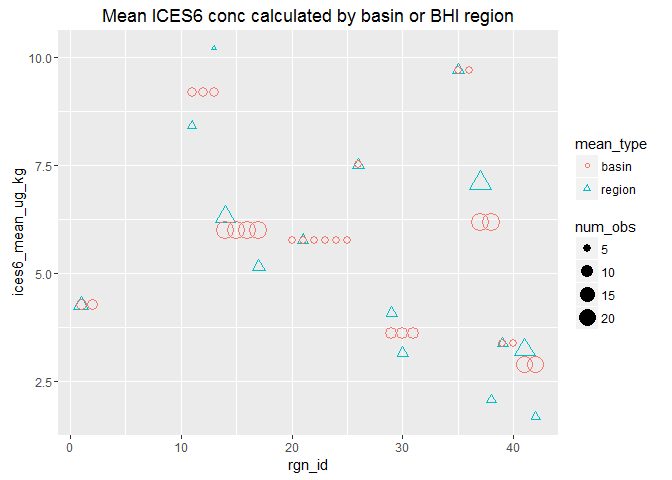 Mean ICES6 conc calculated by basin or BHI region
ices6_mean_ug_kg
10.0
7.5
5.0
2.5
0
10
20
30
40
rgn_id
mean_type
basin
region
num_obs
5
10
15
20